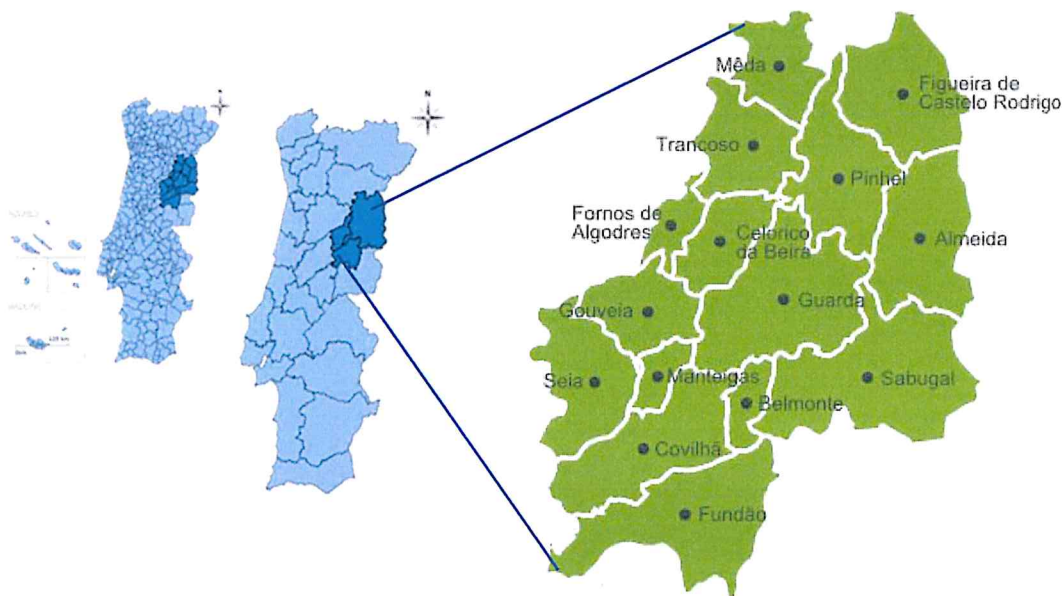 N
N
Mêda
Figueira de
Castelo Rodrigo
Trancoso
Pinhel
Fornos de
Algodres
Celorico
da Beira
Almeida
Gouveia
Guarda
Seia
Manteigas
Sabugal
Belmonte
Covilhã
Fundão